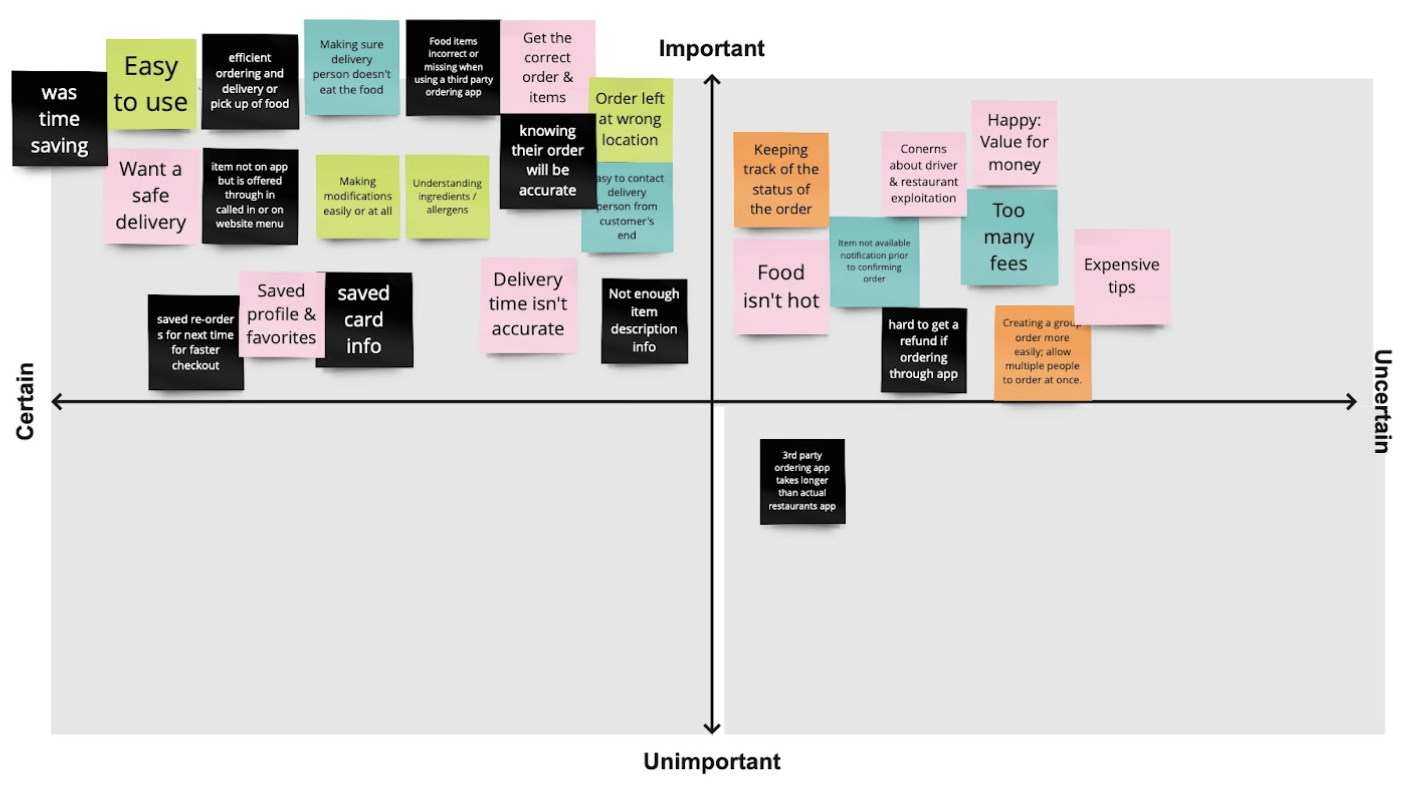 Important
was
time
saving
Easy
to use
efficient
ordering and
delivery or
pick up of food
Making sure
delivery
person doesn't
eat the food
Food items
incorrect or
missing when
using a third party
ordering app
Get the
correct
order &
items
Order left
at wrong
location
knowing
their order
will be
accurate
Want a
safe
delivery
item not on app
but is offered
through in
called in or on
website menu
Making
modifications
easily or at all
Understanding
ingredients /
allergens
asy to contact
delivery
person from
customer's
end
saved re-order
s for next time
for faster
checkout
Saved
profile &
favorites
saved
card
info
Delivery
time isn't
accurate
Not enough
item
description
info
Keeping
track of the
status of
the order
Conerns
about driver
& restaurant
exploitation
Happy:
Value for
money
Too
many
fees
Item not available
notification prior
to confirming
order
Food
isn't hot
Expensive
tips
hard to get a
refund if
ordering
through app
Creating a group
order more
easily; allow
multiple people
to order at once.
Certain
Uncertain
3rd party
ordering app
takes longer
than actual
restaurants app
Unimportant